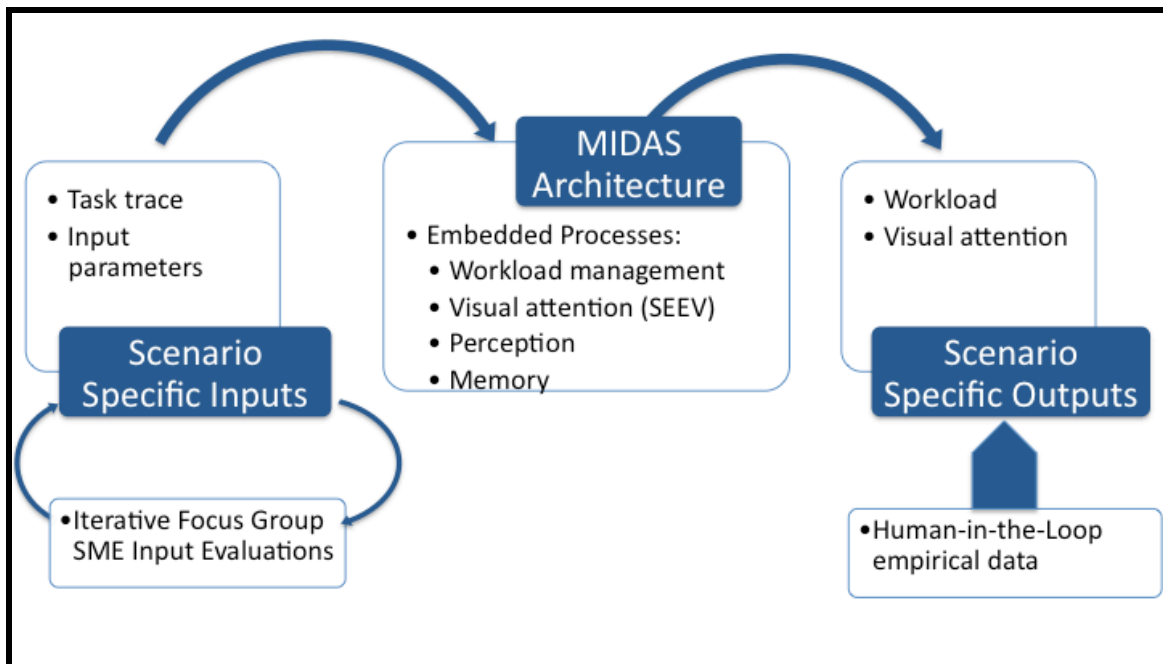 • Task trace
• Input
parameters
Scenario
Specific Inputs
•Iterative Focus Group
SME Input Evaluations
MIDAS
Architecture
• Embedded Processes:
• Workload management
• Visual attention (SEEV)
• Perception
• Memory
• Workload
• Visual attention
Scenario
Specific Outputs
•Human-in-the-Loop
empirical data